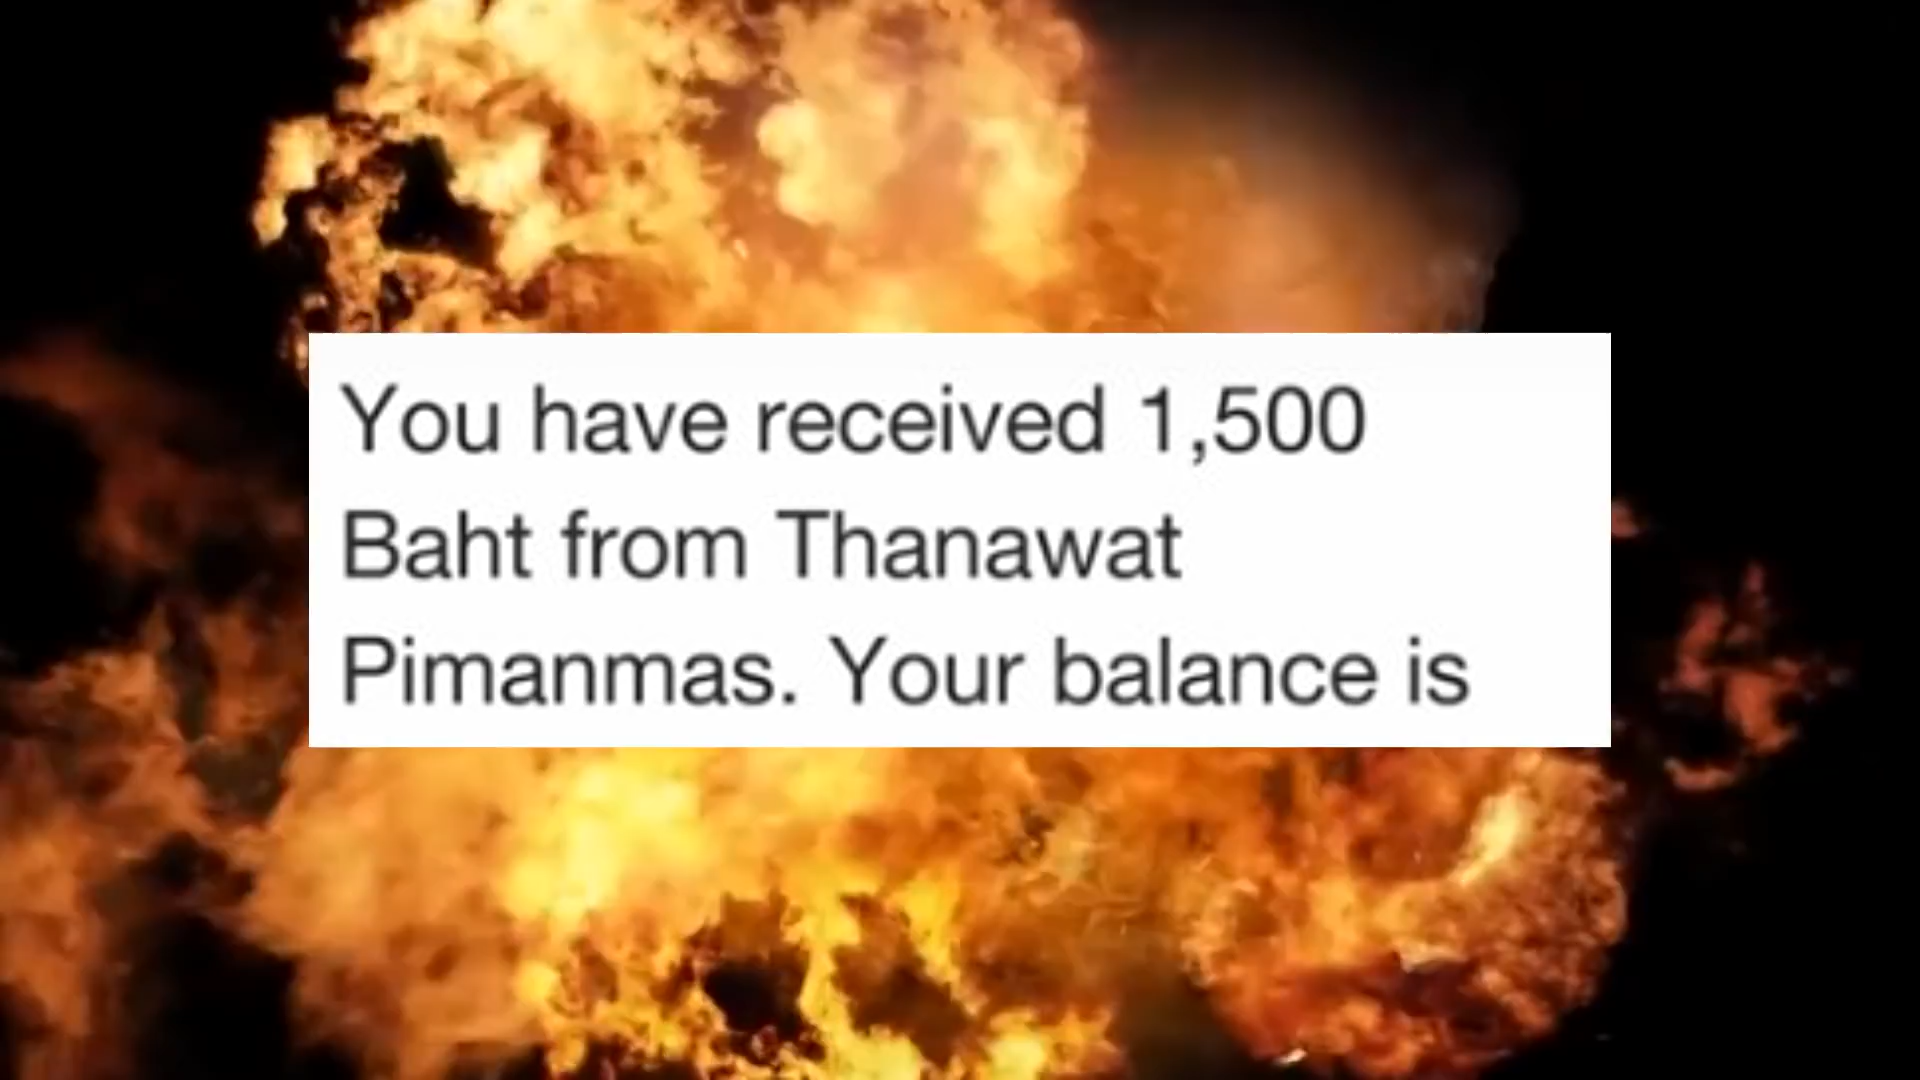 You have received 1,500
Baht from Thanawat
Pimanmas. Your balance is